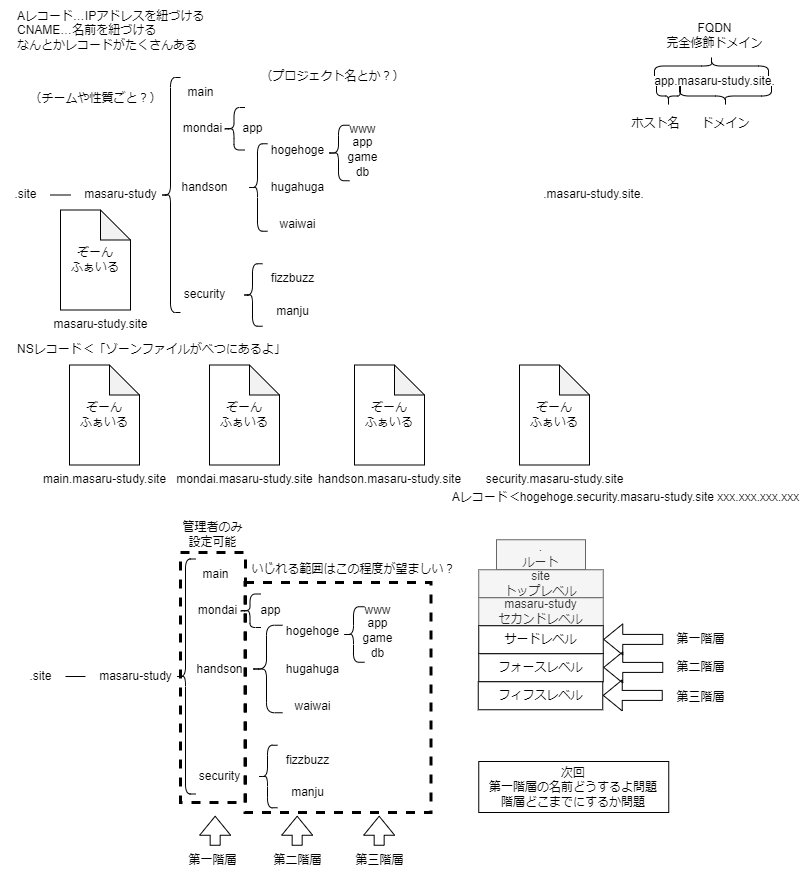 Aレコード…IPアドレスを紐づける
CNAME…名前を紐づける
なんとかレコードがたくさんある
FQDN
完全修飾ドメイン
app.masaru-study.site.
ホスト名
ドメイン
（プロジェクト名とか？）
（チームや性質ごと？）
main
mondai
app
www
app
game
db
hogehoge
handson
hugahuga
.site
masaru-study
.masaru-study.site.
waiwai
ぞーん
ふぁいる
fizzbuzz
security
manju
masaru-study.site
NSレコード＜「ゾーンファイルがべつにあるよ」
ぞーん
ふぁいる
ぞーん
ふぁいる
ぞーん
ふぁいる
ぞーん
ふぁいる
main.masaru-study.site
mondai.masaru-study.site
handson.masaru-study.site
security.masaru-study.site
Aレコード＜hogehoge.security.masaru-study.site xxx.xxx.xxx.xxx
管理者のみ
設定可能
いじれる範囲はこの程度が望ましい？
main
mondai
app
www
app
game
db
hogehoge
handson
hugahuga
.site
masaru-study
waiwai
fizzbuzz
security
manju
第一階層
第二階層
第三階層
.
ルート
site
トップレベル
masaru-study
セカンドレベル
サードレベル
第一階層
フォースレベル
第二階層
フィフスレベル
第三階層
次回
第一階層の名前どうするよ問題
階層どこまでにするか問題